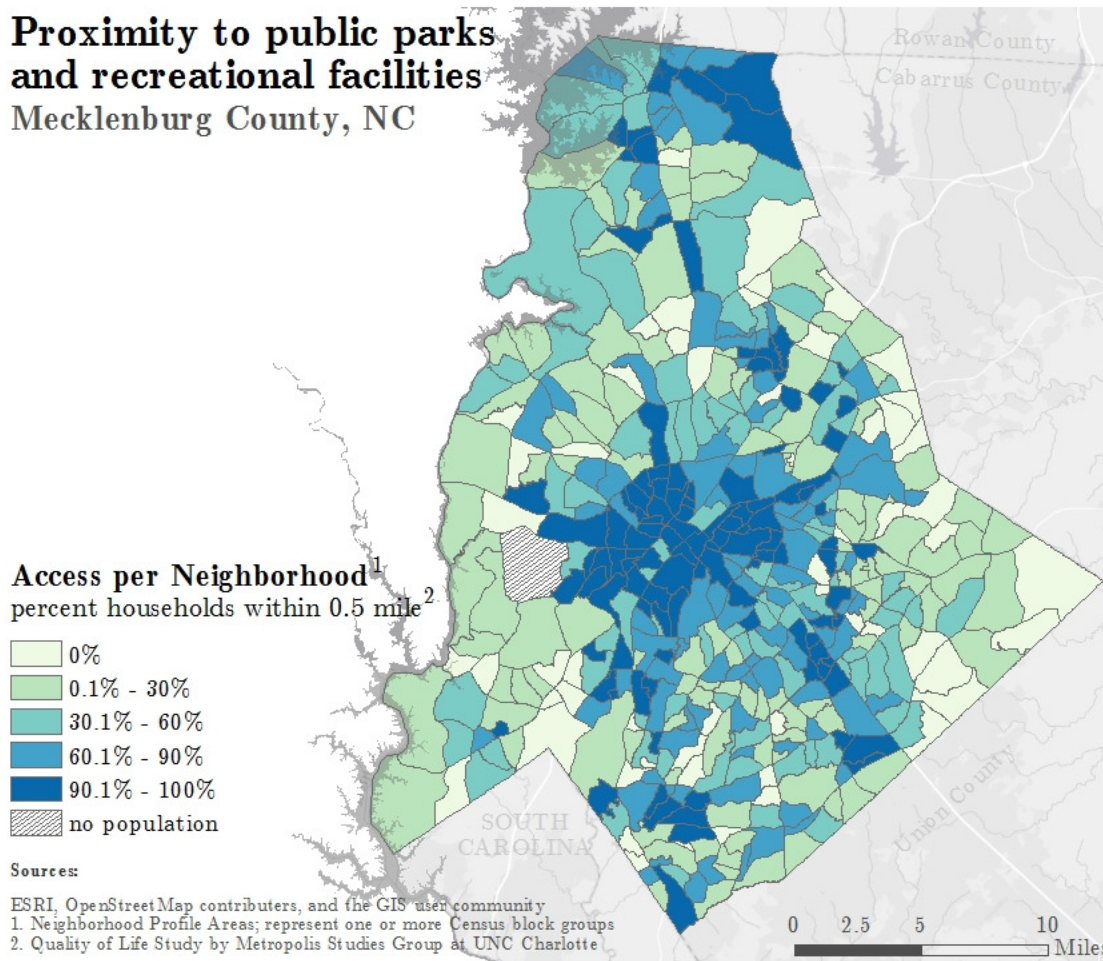 Proximity to public parks
and recreational facilities
Mecklenburg County, NC
Rowan County
Cabarrus County
Access per Neighborhood1
percent households within 0.5 mile2
0%
0.1% - 30%
30.1% - 60%
60.1% - 90%
90.1% - 100%
no population
SOUTH
CAROLINA
Union County
Sources:
ESRI, OpenStreetMap contributers, and the GIS user community
1. Neighborhood Profile Areas; represent one or more Census block groups
2. Quality of Life Study by Metropolis Studies Group at UNC Charlotte
0 2.5 5 10
Miles